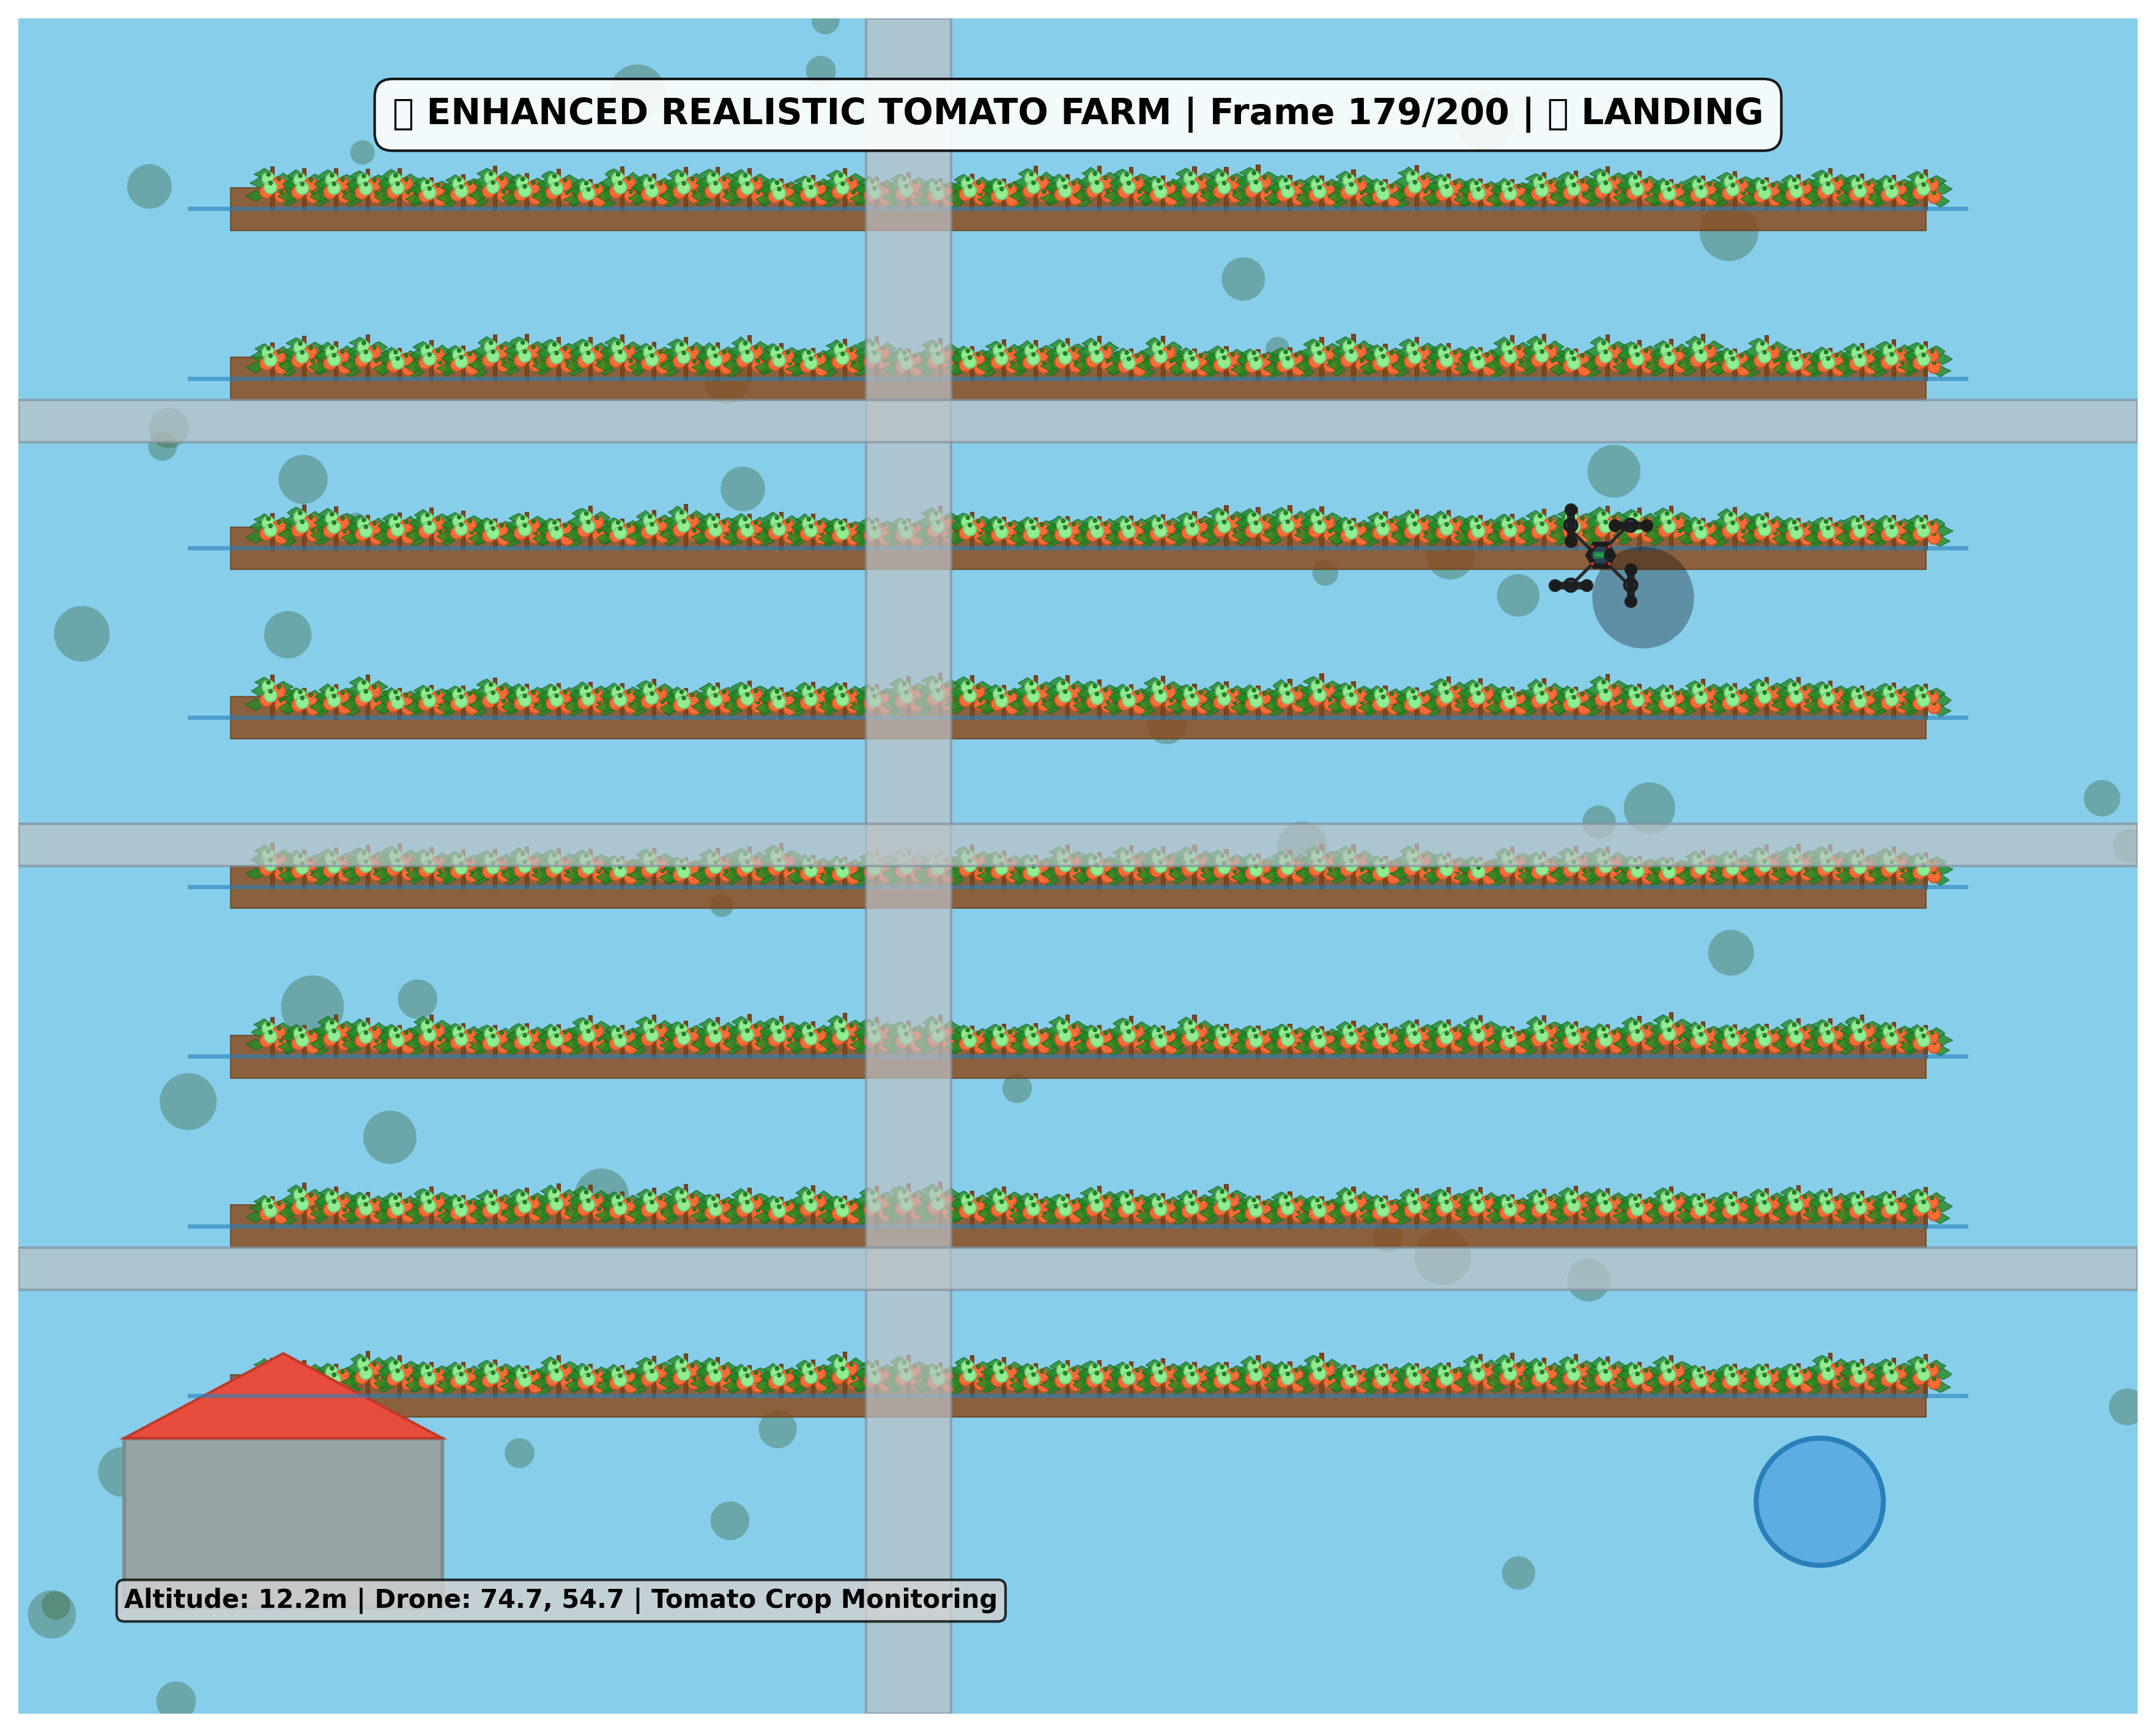 ▯ ENHANCED REALISTIC TOMATO FARM | Frame 179/200 | ▯ LANDING
Altitude: 12.2m | Drone: 74.7, 54.7 | Tomato Crop Monitoring